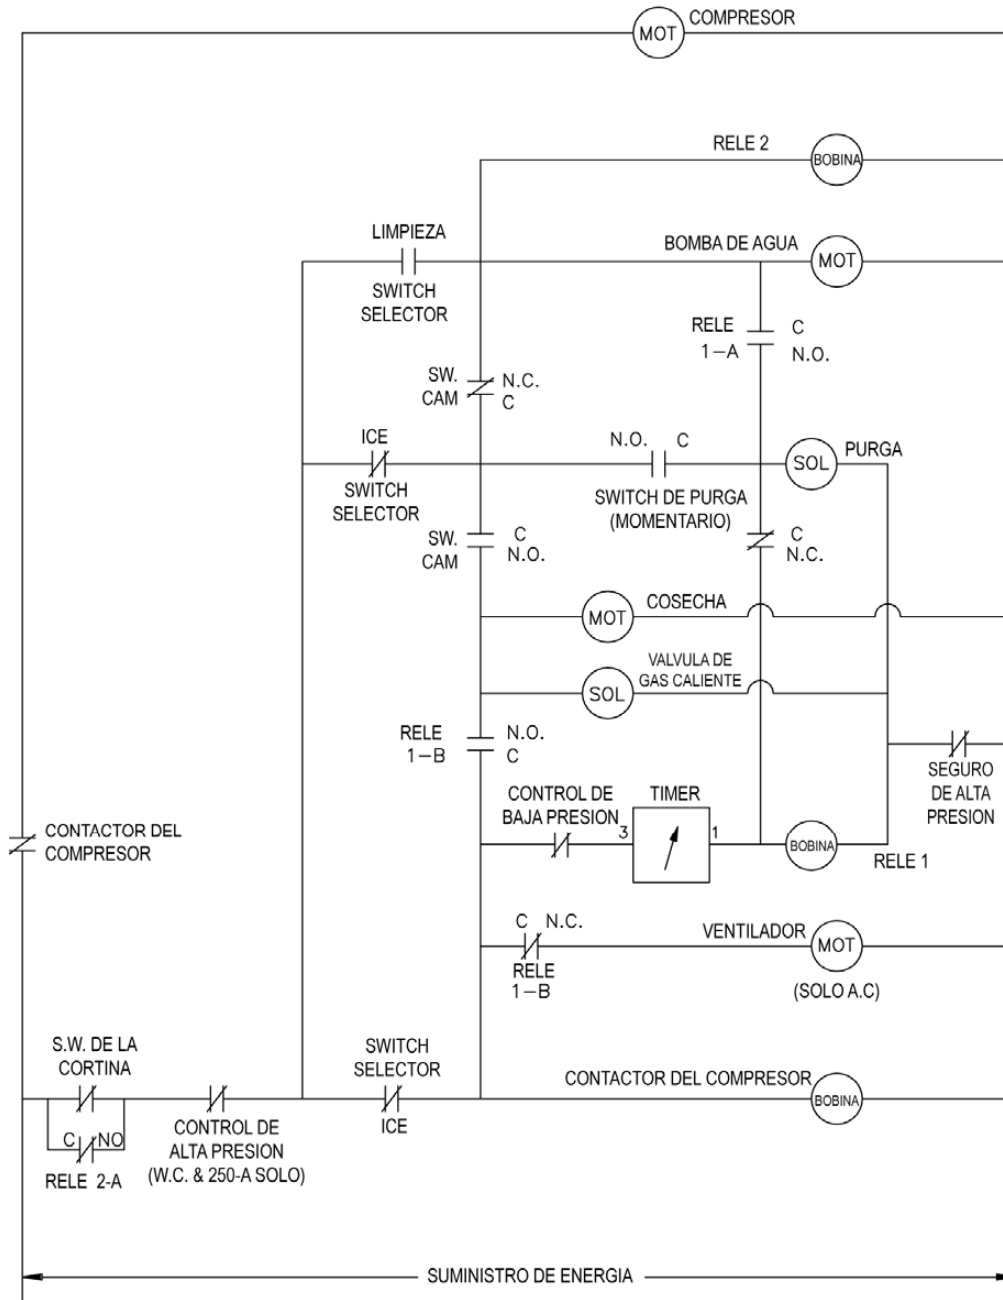 COMPRESOR
MOT
RELE 2
BOBINA
LIMPIEZA
SWITCH
SELECTOR
BOMBA DE AGUA
MOT
RELE
1-A
C
N.O.
SW.
CAM
N.C.
C
ICE
SWITCH
SELECTOR
N.O.
C
SWITCH DE PURGA
(MOMENTARIO)
SOL
PURGA
SW.
CAM
C
N.O.
C
N.C.
MOT
COSECHA
SOL
VALVULA DE
GAS CALIENTE
RELE
1-B
N.O.
C
SEGURO
DE ALTA
PRESION
CONTROL DE
BAJA PRESION
3
TIMER
1
BOBINA
RELE 1
CONTACTOR DEL
COMPRESOR
C N.C.
RELE
1-B
VENTILADOR
MOT
(SOLO A.C)
S.W. DE LA
CORTINA
C NO
RELE 2-A
CONTROL DE
ALTA PRESION
(W.C. & 250-A SOLO)
SWITCH
SELECTOR
ICE
CONTACTOR DEL COMPRESOR
BOBINA
SUMINISTRO DE ENERGIA